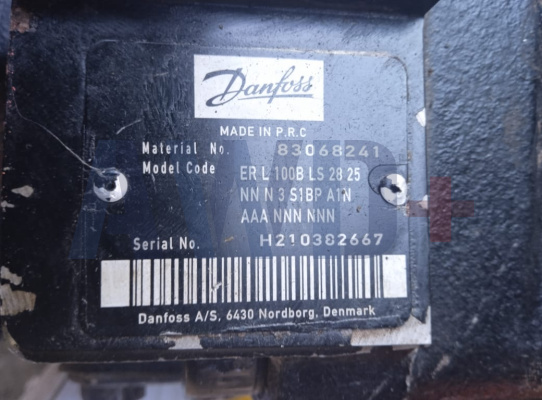 Danfoss
MADE IN P.R.C
Material No. 83068241
Model Code ER L 100B LS 28 25
NN N 3 S1BP A1N
AAA NNN NNN
Serial No. H210382667
Danfoss A/S, 6430 Nordborg, Denmark